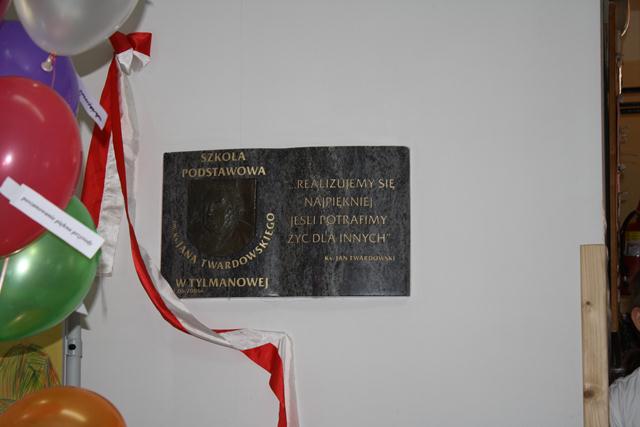 SZKOŁA
PODSTAWOWA
KS. JANA TWARDOWSKIEGO
W TYLMANOWEJ
"...REALIZUJEMY SIĘ
NAJPIĘKNIEJ
JEŚLI POTRAFIMY
ŻYĆ DLA INNYCH"
KS. JAN TWARDOWSKI